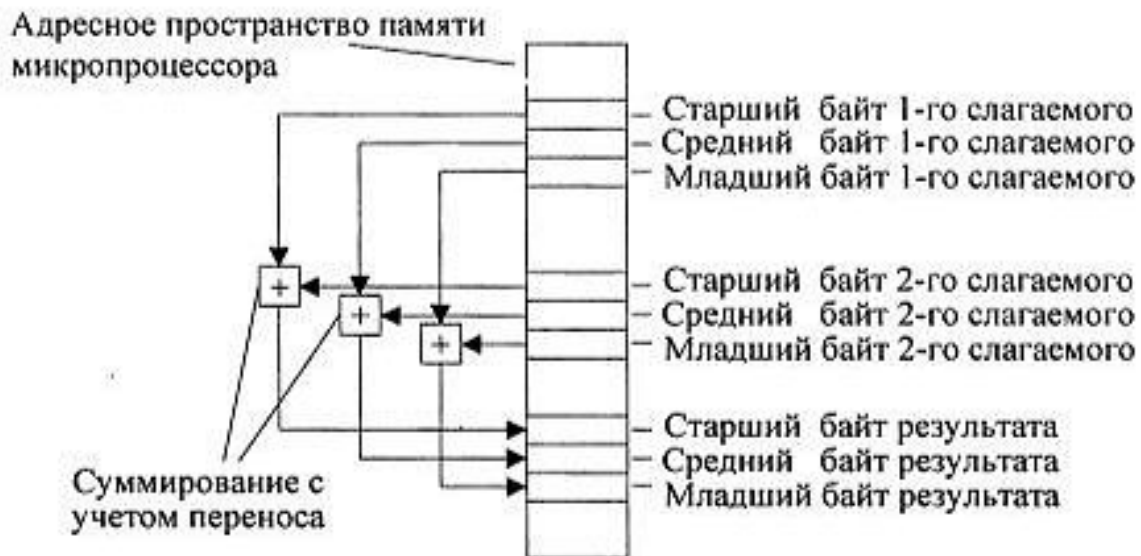 Адресное пространство памяти
микропроцессора
Старший байт 1-го слагаемого
Средний байт 1-го слагаемого
Младший байт 1-го слагаемого
Старший байт 2-го слагаемого
Средний байт 2-го слагаемого
Младший байт 2-го слагаемого
+
+
+
Старший байт результата
Средний байт результата
Младший байт результата
Суммирование с
учетом переноса